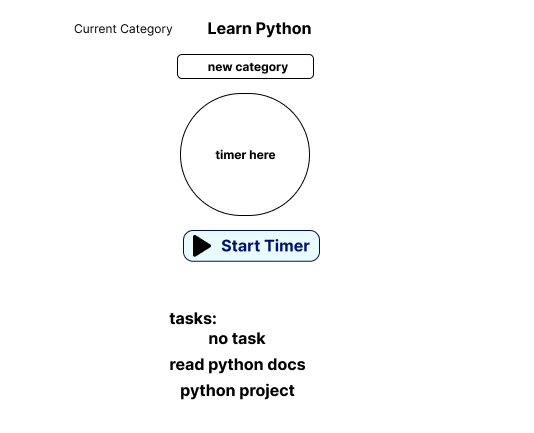 Current Category Learn Python
new category
timer here
Start Timer
tasks:
no task
read python docs
python project